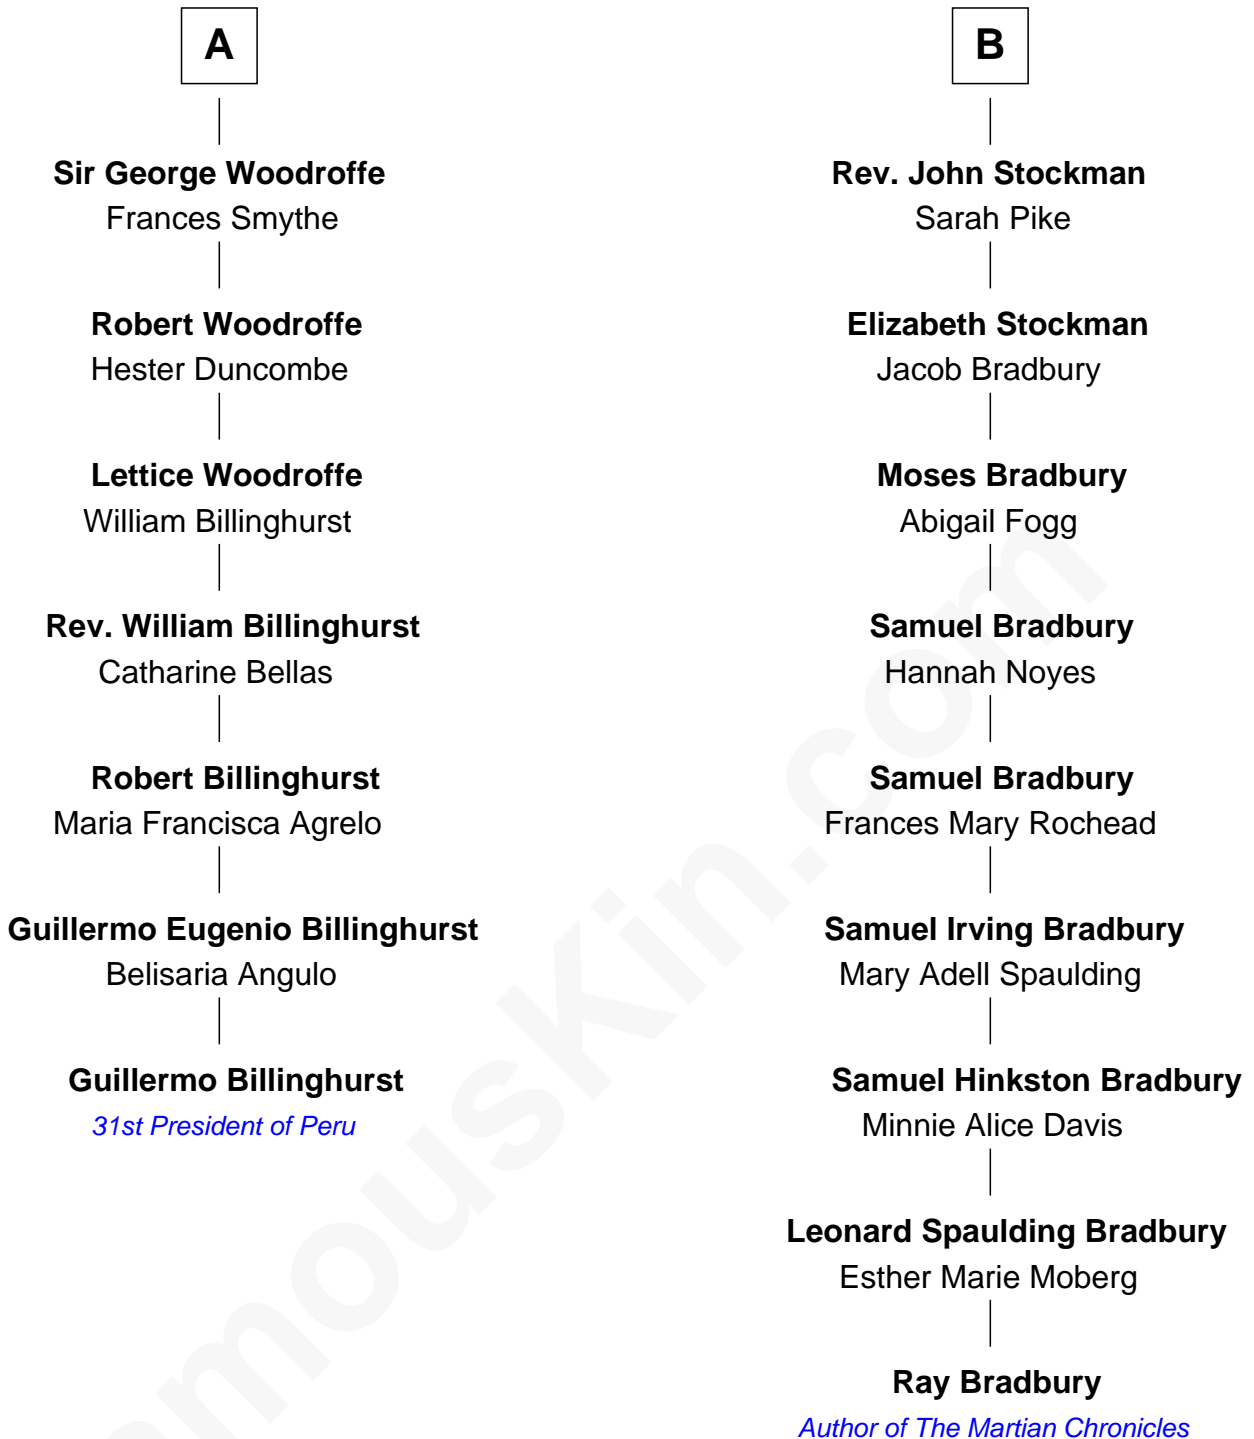 A
Sir George Woodroffe
Frances Smythe
Robert Woodroffe
Hester Duncombe
Lettice Woodroffe
William Billinghurst
Rev. William Billinghurst
Catharine Bellas
Robert Billinghurst
Maria Francisca Agrelo
Guillermo Eugenio Billinghurst
Belisaria Angulo
Guillermo Billinghurst
31st President of Peru
B
Rev. John Stockman
Sarah Pike
Elizabeth Stockman
Jacob Bradbury
Moses Bradbury
Abigail Fogg
Samuel Bradbury
Hannah Noyes
Samuel Bradbury
Frances Mary Rochead
Samuel Irving Bradbury
Mary Adell Spaulding
Samuel Hinkston Bradbury
Minnie Alice Davis
Leonard Spaulding Bradbury
Esther Marie Moberg
Ray Bradbury
Author of The Martian Chronicles
mousKin.com